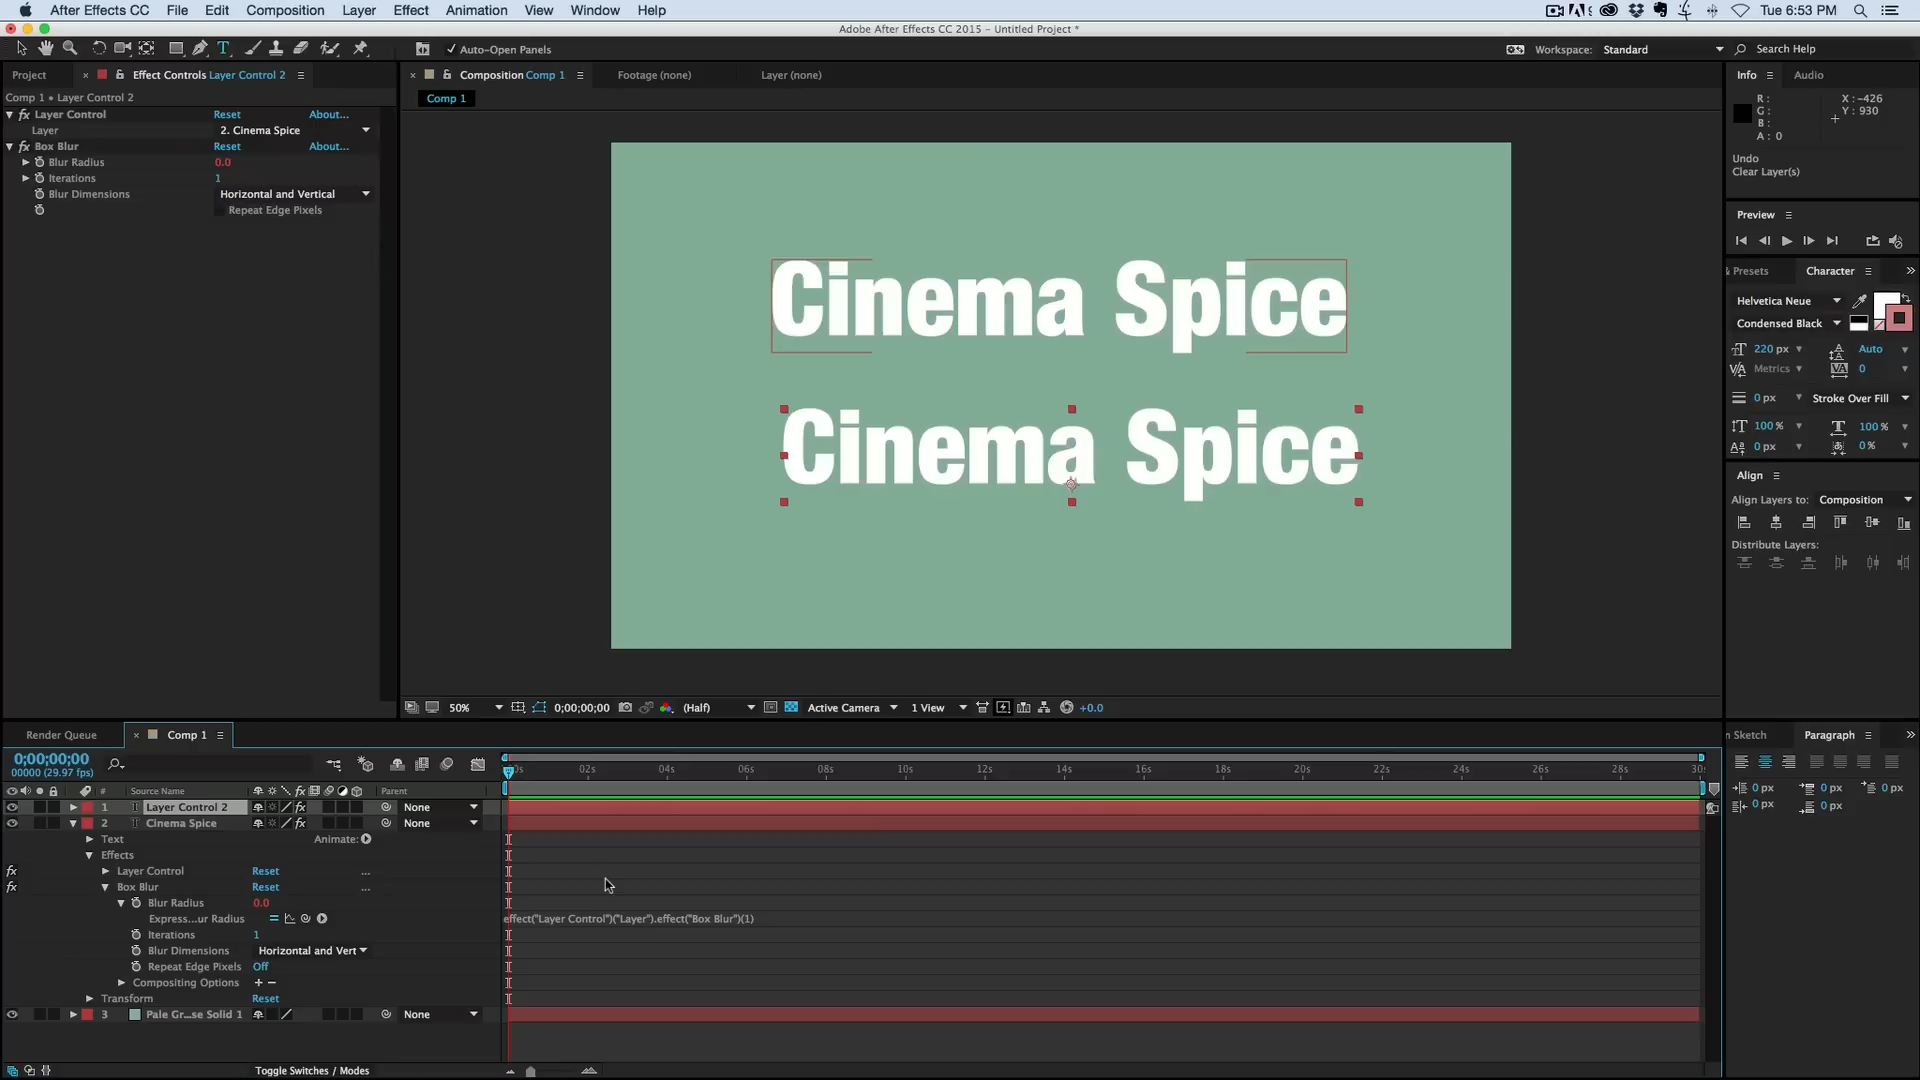 After Effects CC File Edit Composition Layer Effect Animation View Window Help
Tue 6:53 PM
Adobe After Effects CC 2015 - Untitled Project *
Auto-Open Panels
Workspace: Standard
Search Help
Project
Effect Controls Layer Control 2
Composition Comp 1
Footage (none)
Layer (none)
Info
Audio
Comp 1 • Layer Control 2
Comp 1
R :
G :
B :
A : 0
X : -426
Y : 930
Layer Control Reset About...
Layer 2. Cinema Spice
Box Blur Reset About...
Blur Radius 0.0
Iterations 1
Blur Dimensions Horizontal and Vertical
Repeat Edge Pixels
Undo
Clear Layer(s)
Preview
& Presets
Character
Helvetica Neue
Condensed Black
220 px
Auto
Metrics
0
0 px
Stroke Over Fill
100 %
100 %
0 px
0 %
Align
Align Layers to: Composition
Distribute Layers:
Cinema Spice
Cinema Spice
50%
0;00;00;00
(Half)
Active Camera
1 View
+0.0
Render Queue
Comp 1
n Sketch
Paragraph
0;00;00;00
00000 (29.97 fps)
02s 04s 06s 08s 10s 12s 14s 16s 18s 20s 22s 24s 26s 28s 30s
# Source Name Parent
0 px 0 px 0 px
0 px 0 px
1 Layer Control 2 None
2 Cinema Spice None
Text Animate:
Effects
Layer Control Reset ...
Box Blur Reset ...
Blur Radius 0.0
Express...ur Radius
effect("Layer Control")("Layer").effect("Box Blur")(1)
Iterations 1
Blur Dimensions Horizontal and Vert
Repeat Edge Pixels Off
Compositing Options + −
Transform Reset
3 Pale Gr...se Solid 1 None
Toggle Switches / Modes